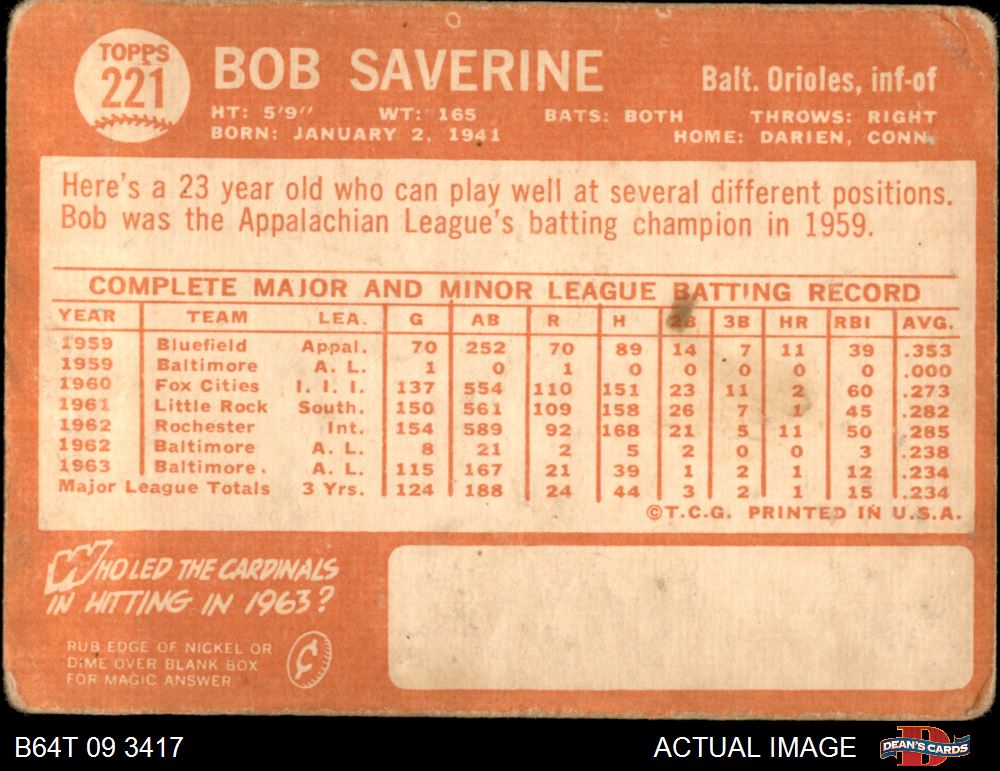 TOPPS
221
BOB SAVERINE
Balt. Orioles, inf-of
HT: 5'9" WT: 165 BATS: BOTH THROWS: RIGHT
BORN: JANUARY 2, 1941 HOME: DARIEN, CONN.
Here's a 23 year old who can play well at several different positions.
Bob was the Appalachian League's batting champion in 1959.
COMPLETE MAJOR AND MINOR LEAGUE BATTING RECORD
YEAR TEAM LEA. G AB R H 2B 3B HR RBI AVG.
1959 Bluefield Appal. 70 252 70 89 14 7 11 39 .353
1959 Baltimore A. L. 1 0 1 0 0 0 0 0 .000
1960 Fox Cities I. I. I. 137 554 110 151 23 11 2 60 .273
1961 Little Rock South. 150 561 109 158 26 7 1 45 .282
1962 Rochester Int. 154 589 92 168 21 5 11 50 .285
1962 Baltimore A. L. 8 21 2 5 2 0 0 3 .238
1963 Baltimore. A. L. 115 167 21 39 1 2 1 12 .234
Major League Totals 3 Yrs. 124 188 24 44 3 2 1 15 .234
©T.C.G. PRINTED IN U.S.A.
WHO LED THE CARDINALS
IN HITTING IN 1963?
RUB EDGE OF NICKEL OR
DIME OVER BLANK BOX
FOR MAGIC ANSWER
¢
B64T 09 3417
ACTUAL IMAGE
D
DEAN'S CARDS